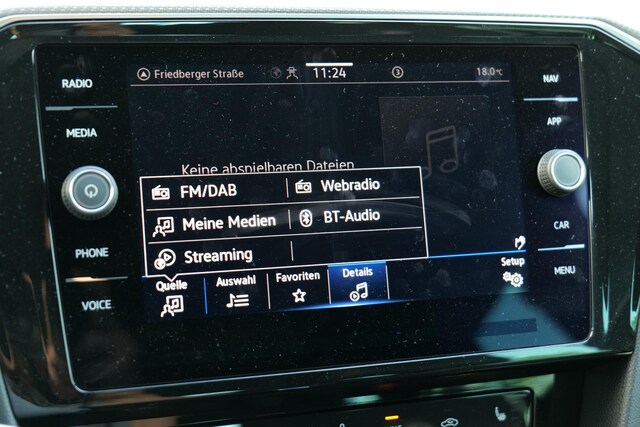 RADIO
MEDIA
PHONE
VOICE
Friedberger Straße
11:24
3
18.0°C
Keine abspielbaren Dateien
FM/DAB
Webradio
Meine Medien
BT-Audio
Streaming
Quelle
Auswahl
Favoriten
Details
Setup
NAV
APP
CAR
MENU